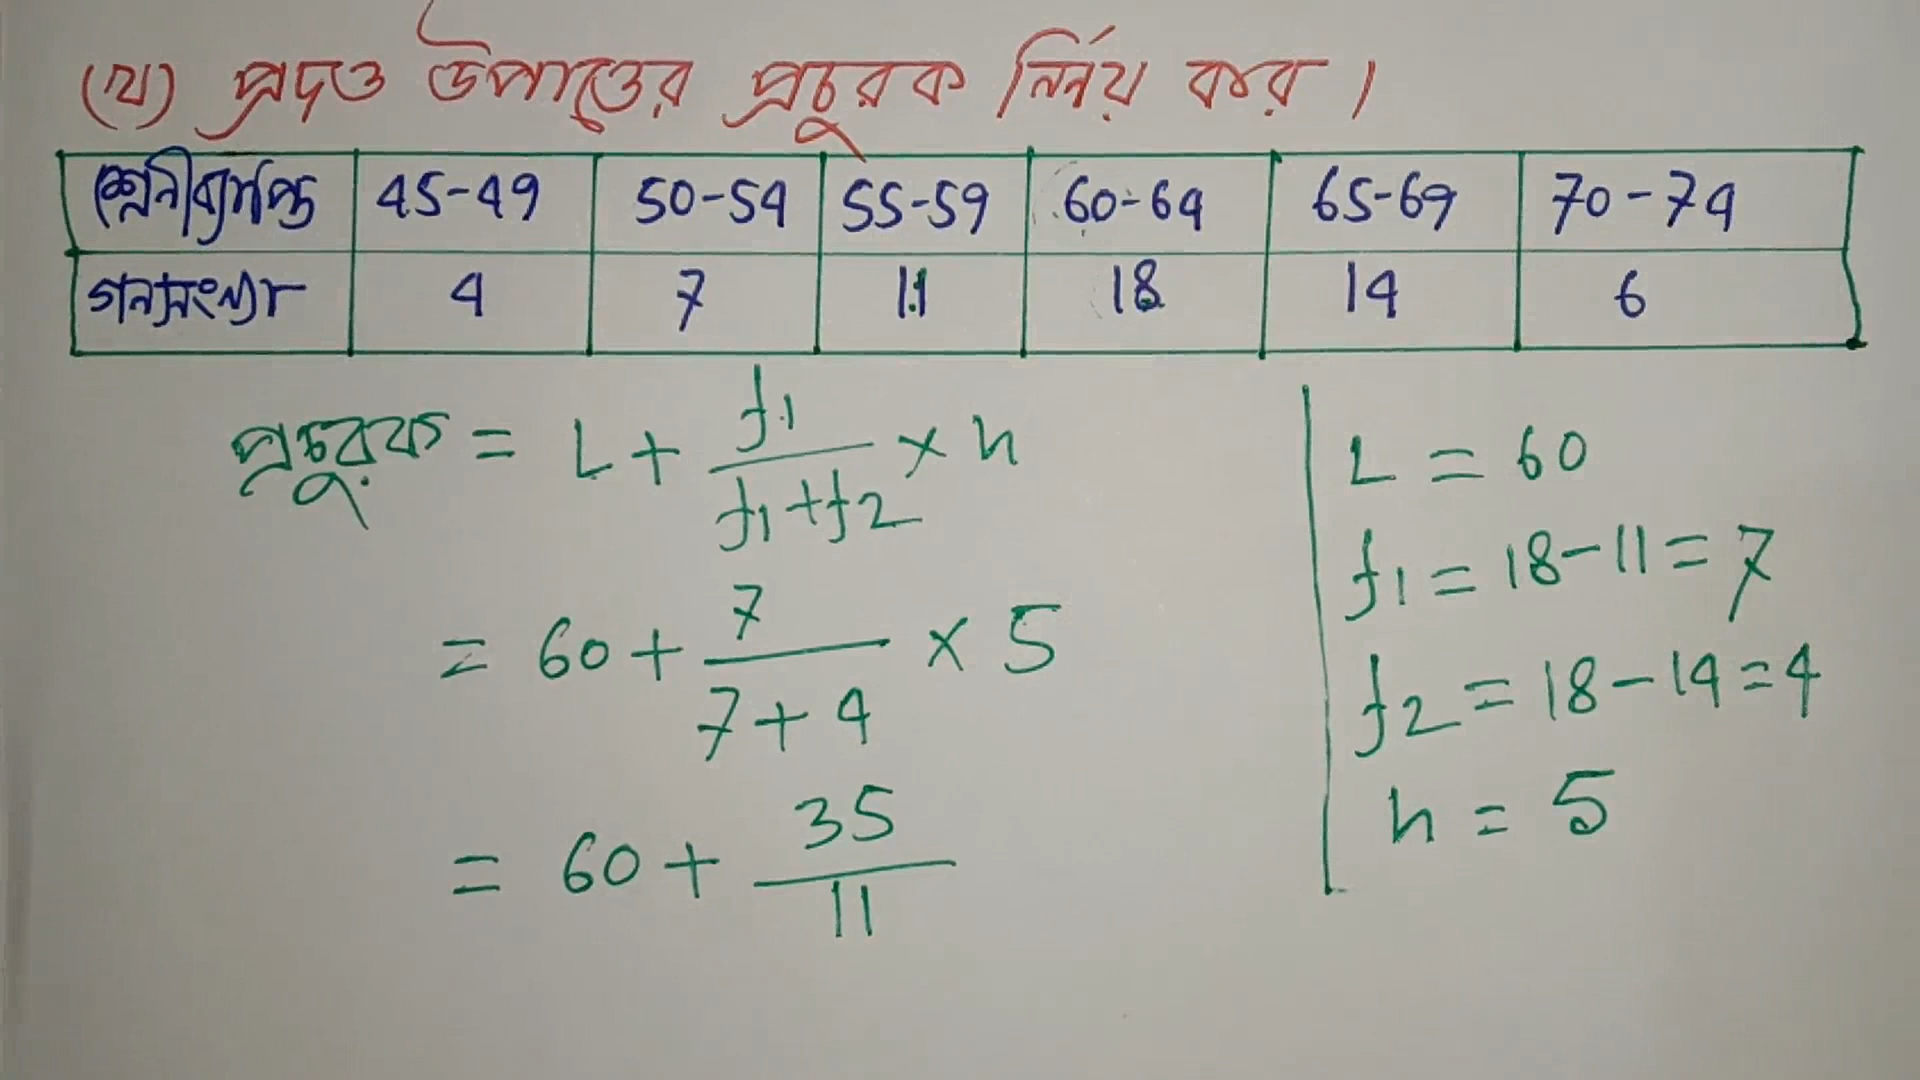 (খ) প্রদত্ত উপাত্তের প্রচুরক নির্নয় কর।
শ্রেনীব্যাপ্তি 45-49 50-54 55-59 60-64 65-69 70-74
গনসংখ্যা 4 7 11 18 14 6
প্রচুরক = L + f1/(f1+f2) × h
= 60 + 7/(7+4) × 5
= 60 + 35/11
L = 60
f1 = 18-11 = 7
f2 = 18-14 = 4
h = 5